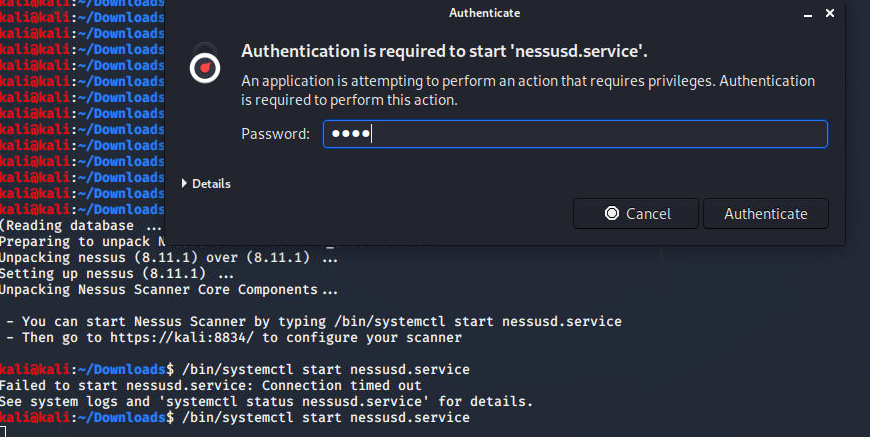 Authenticate
kali@kali:~/Downloads
kali@kali:~/Downloads
kali@kali:~/Downloads
kali@kali:~/Downloads
kali@kali:~/Downloads
kali@kali:~/Downloads
kali@kali:~/Downloads
kali@kali:~/Downloads
kali@kali:~/Downloads
kali@kali:~/Downloads
kali@kali:~/Downloads
kali@kali:~/Downloads
kali@kali:~/Downloads
kali@kali:~/Downloads
Authentication is required to start 'nessusd.service'.
An application is attempting to perform an action that requires privileges. Authentication
is required to perform this action.
Password: ●●●●
Details
Cancel Authenticate
(Reading database ...
Preparing to unpack N
Unpacking nessus (8.11.1) over (8.11.1) ...
Setting up nessus (8.11.1) ...
Unpacking Nessus Scanner Core Components...
- You can start Nessus Scanner by typing /bin/systemctl start nessusd.service
- Then go to https://kali:8834/ to configure your scanner
kali@kali:~/Downloads$ /bin/systemctl start nessusd.service
Failed to start nessusd.service: Connection timed out
See system logs and 'systemctl status nessusd.service' for details.
kali@kali:~/Downloads$ /bin/systemctl start nessusd.service